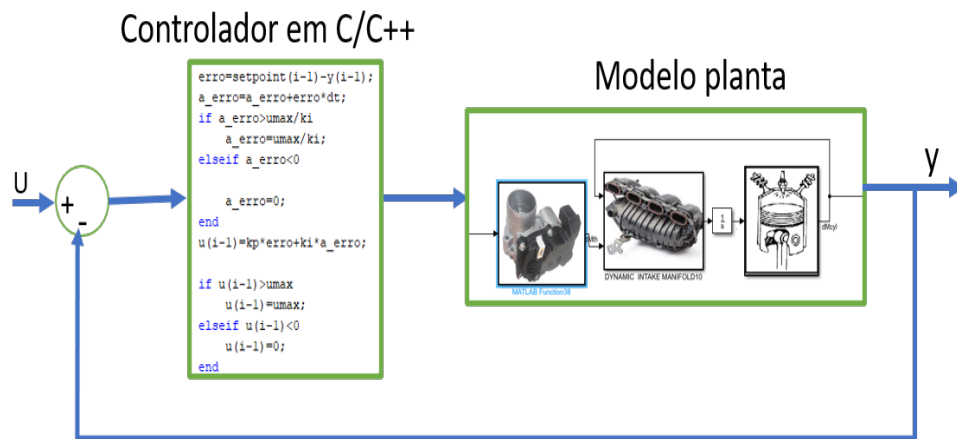 Controlador em C/C++
erro=setpoint(i-1)-y(i-1);
a_erro=a_erro+erro*dt;
if a_erro>umax/ki
a_erro=umax/ki;
elseif a_erro<0
a_erro=0;
end
u(i-1)=kp*erro+ki*a_erro;
if u(i-1)>umax
u(i-1)=umax;
elseif u(i-1)<0
u(i-1)=0;
end
Modelo planta
MATLAB Function38
DYNAMIC INTAKE MANIFOLD10
1
s
dMcyl
U
+
-
y